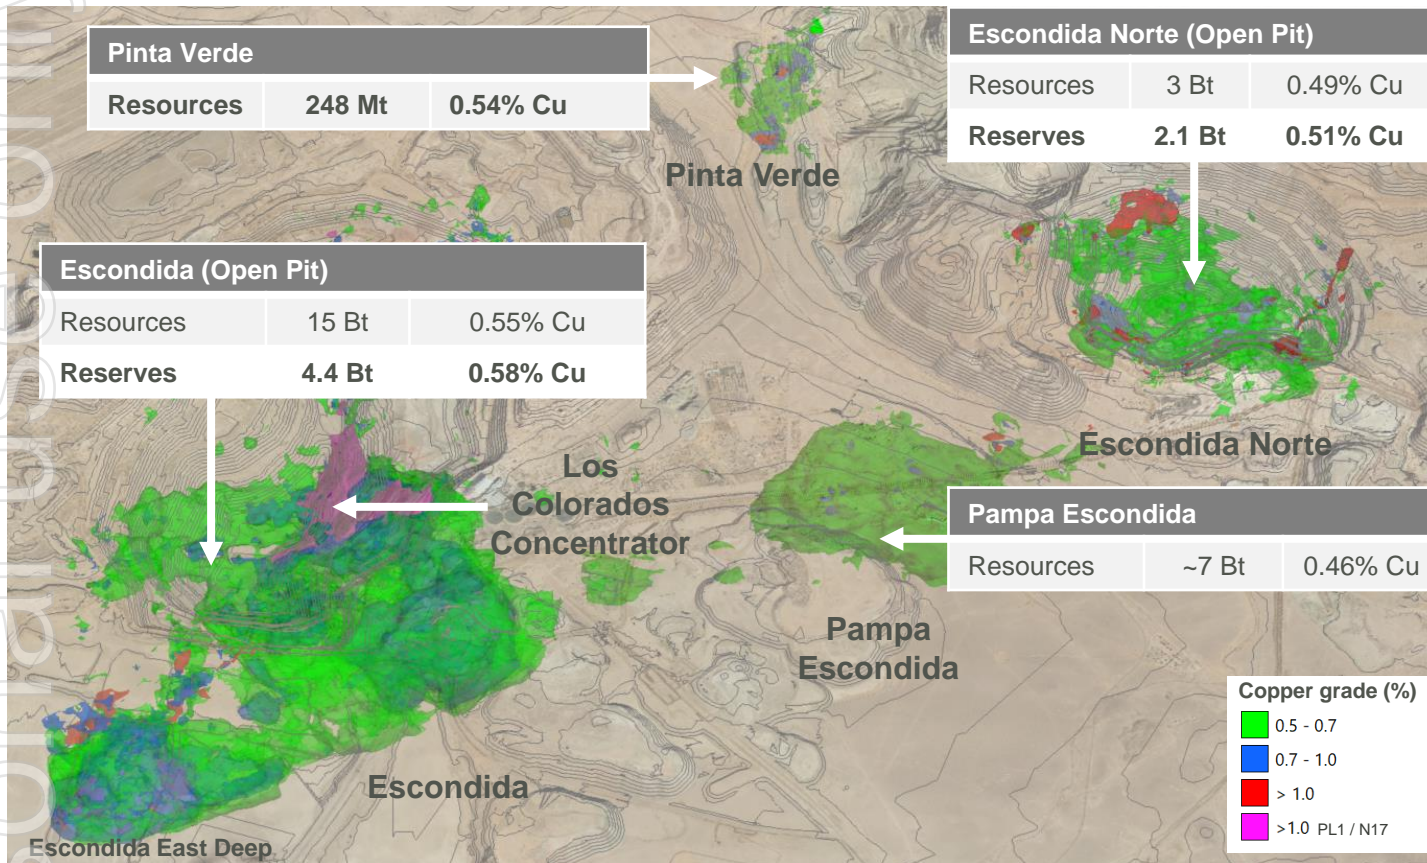 Pinta Verde
Resources 248 Mt 0.54% Cu
Escondida Norte (Open Pit)
Resources 3 Bt 0.49% Cu
Reserves 2.1 Bt 0.51% Cu
Pinta Verde
Escondida (Open Pit)
Resources 15 Bt 0.55% Cu
Reserves 4.4 Bt 0.58% Cu
Escondida Norte
Los
Colorados
Concentrator
Pampa Escondida
Resources ~7 Bt 0.46% Cu
Pampa
Escondida
Escondida
Escondida East Deep
Copper grade (%)
0.5 - 0.7
0.7 - 1.0
> 1.0
>1.0 PL1 / N17